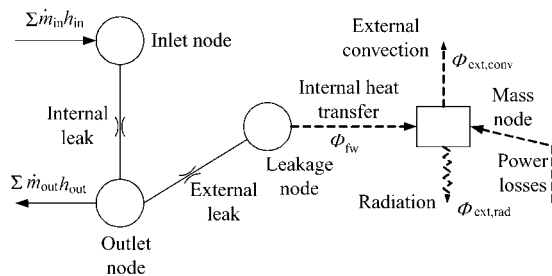 Σṁinhin
Inlet node
External
convection
Φext,conv
Internal heat
transfer
Mass
node
Internal
leak
Φfw
Leakage
node
Power
losses
Σṁouthout
External
leak
Radiation
Φext,rad
Outlet
node